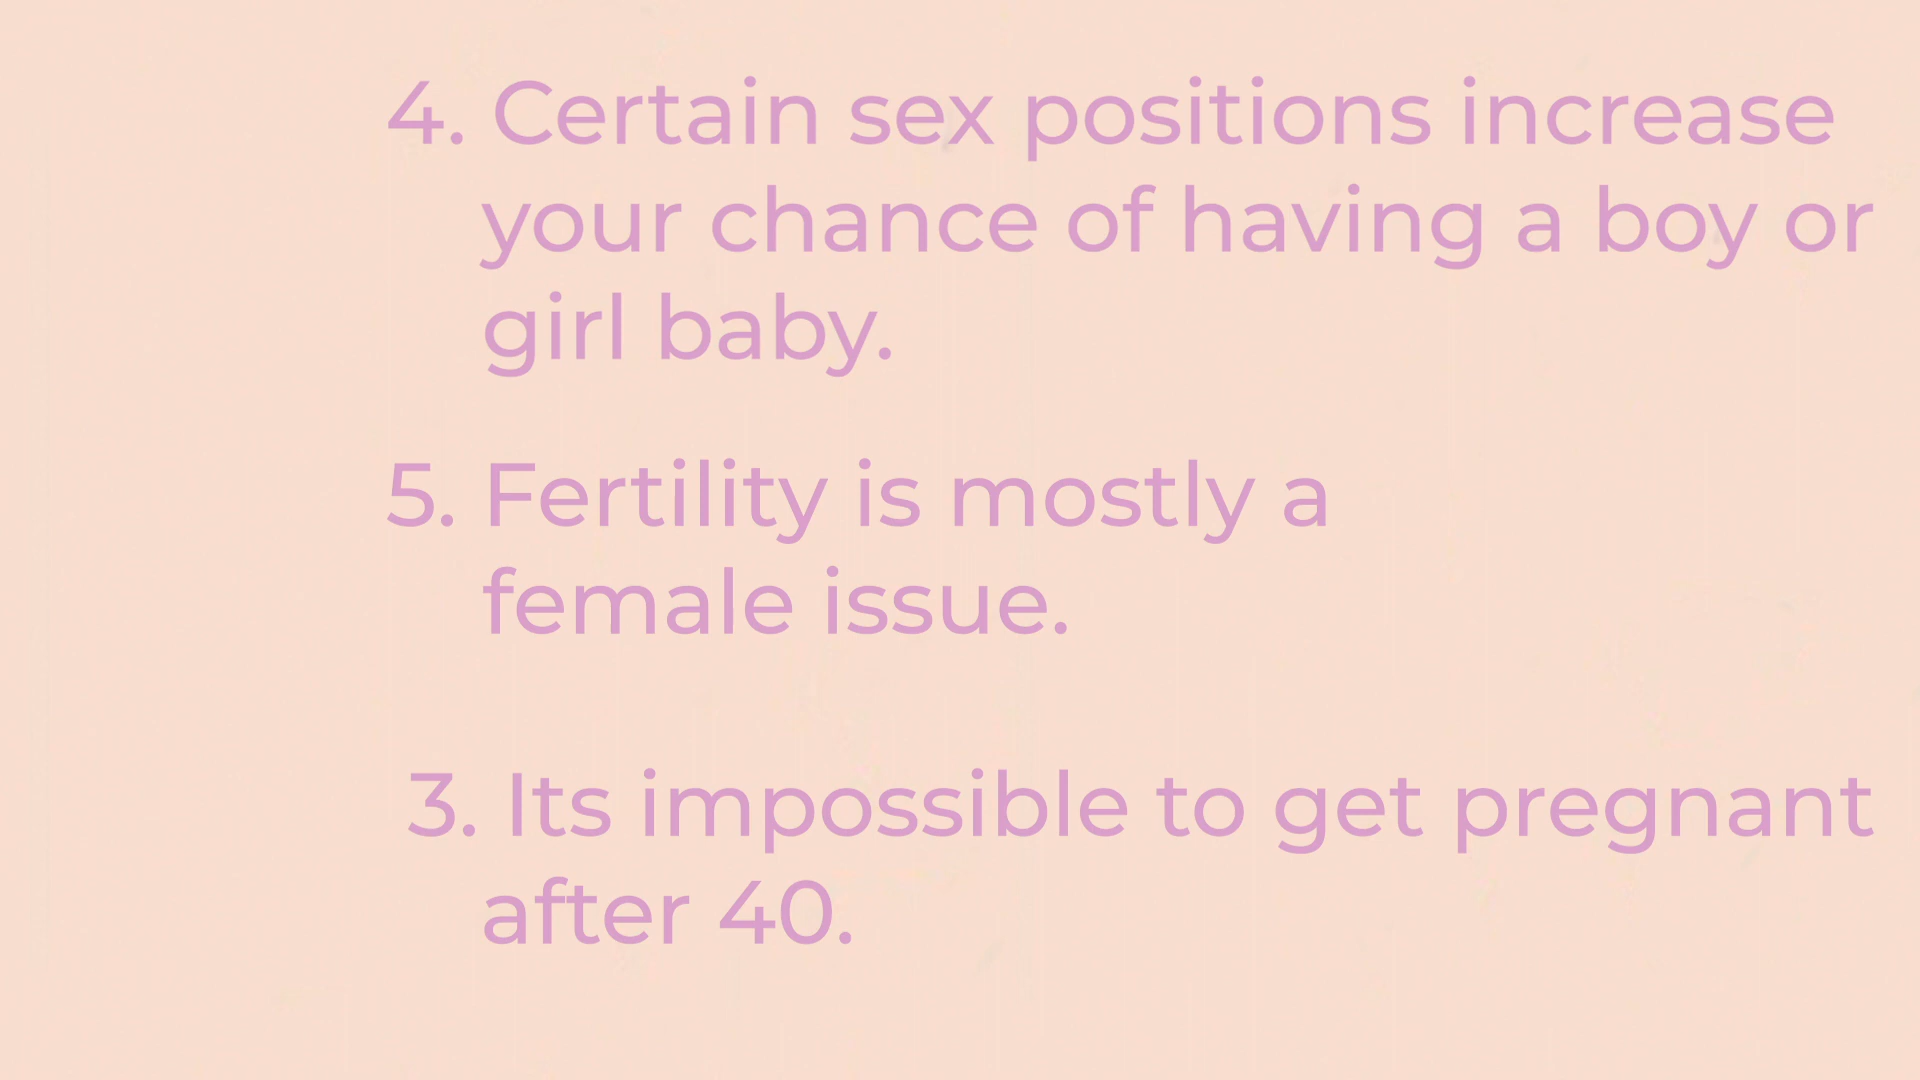 4. Certain sex positions increase
your chance of having a boy or
girl baby.
5. Fertility is mostly a
female issue.
3. Its impossible to get pregnant
after 40.